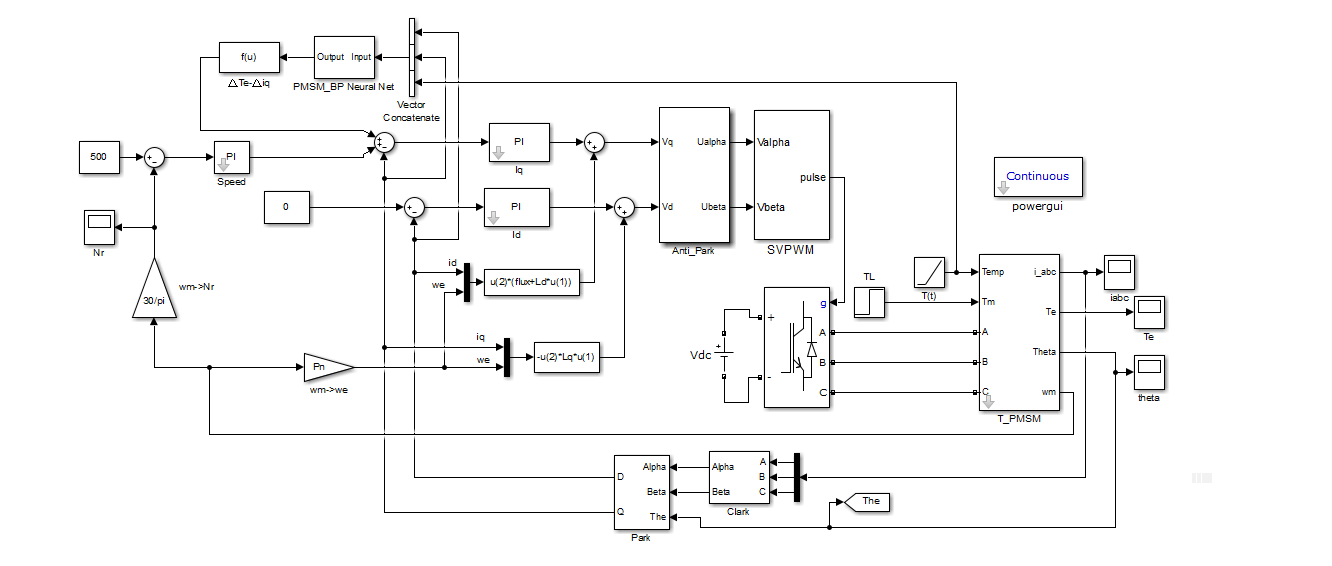 f(u)
△Te-△iq
Output Input
PMSM_BP Neural Net
Vector
Concatenate
500
PI
Speed
PI
Iq
0
PI
Id
Vq
Vd
Ualpha
Ubeta
Anti_Park
Valpha
Vbeta
pulse
SVPWM
Continuous
powergui
Nr
30/pi
wm->Nr
id
we
u(2)*(flux+Ld*u(1))
iq
we
-u(2)*Lq*u(1)
Pn
wm->we
Vdc
+
-
g
A
B
C
TL
T(t)
Temp
Tm
A
B
C
i_abc
Te
Theta
wm
T_PMSM
iabc
Te
theta
D
Q
Alpha
Beta
The
Park
Alpha
Beta
A
B
C
Clark
The